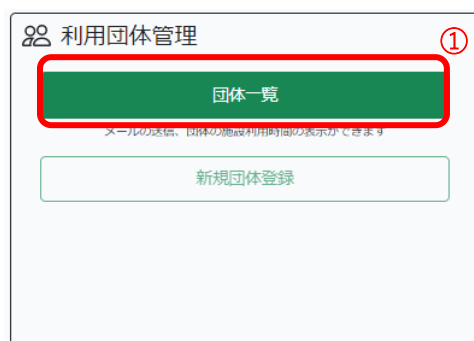 利用団体管理
①
団体一覧
メールの送信、団体の施設利用時間の表示ができます
新規団体登録